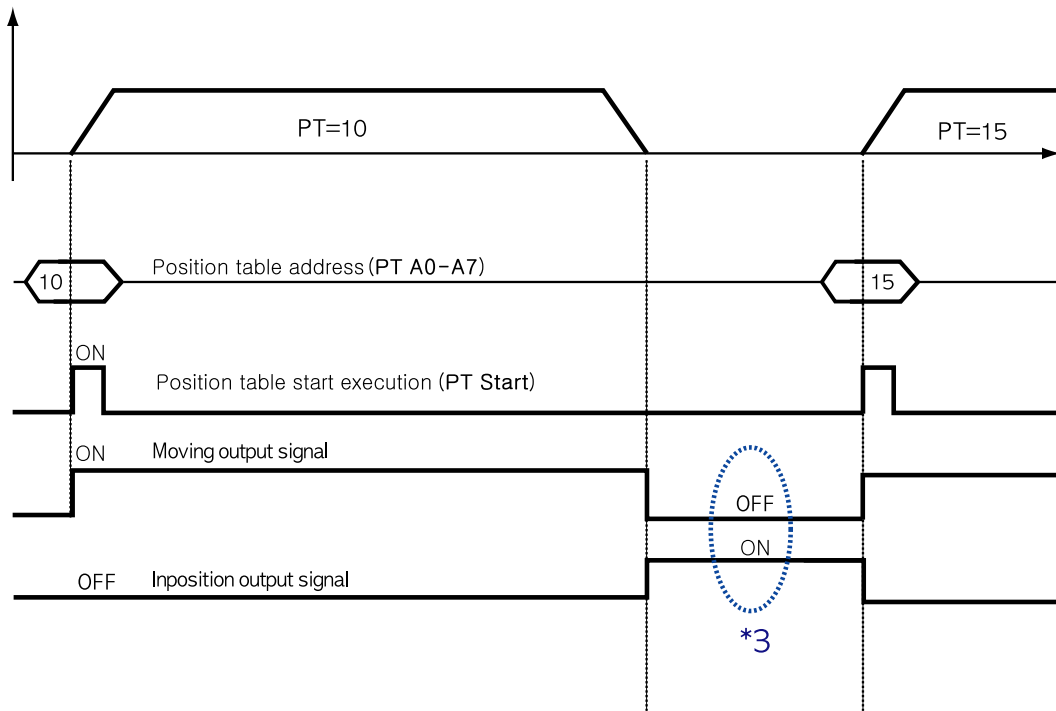 PT=10
PT=15
10
Position table address (PT A0-A7)
15
ON
Position table start execution (PT Start)
ON
Moving output signal
OFF
ON
OFF
Inposition output signal
*3